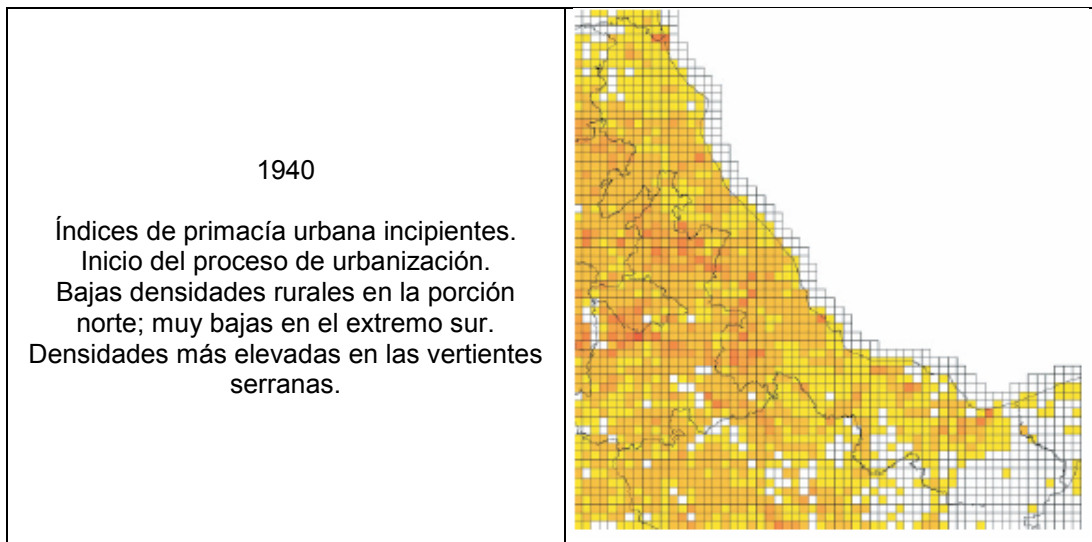 1940
Índices de primacía urbana incipientes.
Inicio del proceso de urbanización.
Bajas densidades rurales en la porción
norte; muy bajas en el extremo sur.
Densidades más elevadas en las vertientes
serranas.